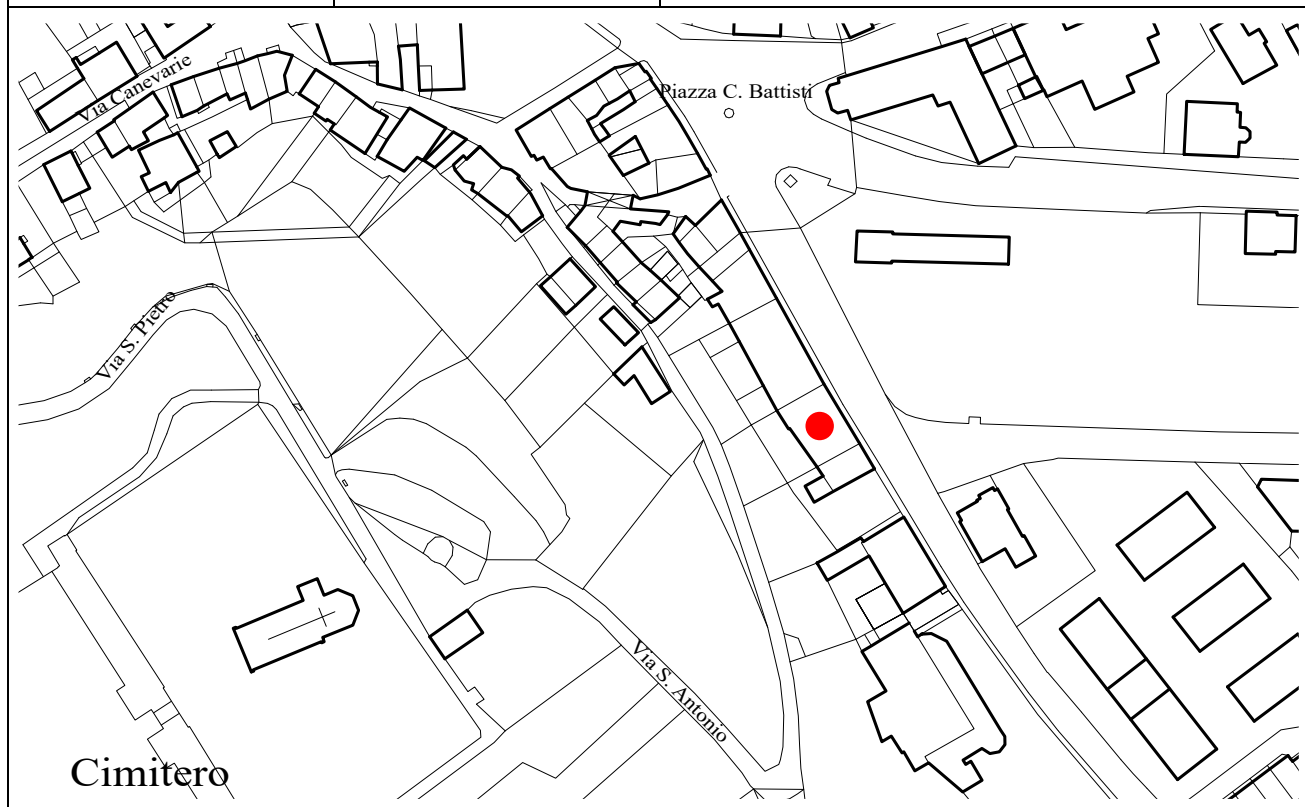 Via Canevarie
Piazza C. Battisti
Via S. Pietro
Via S. Antonio
Cimitero